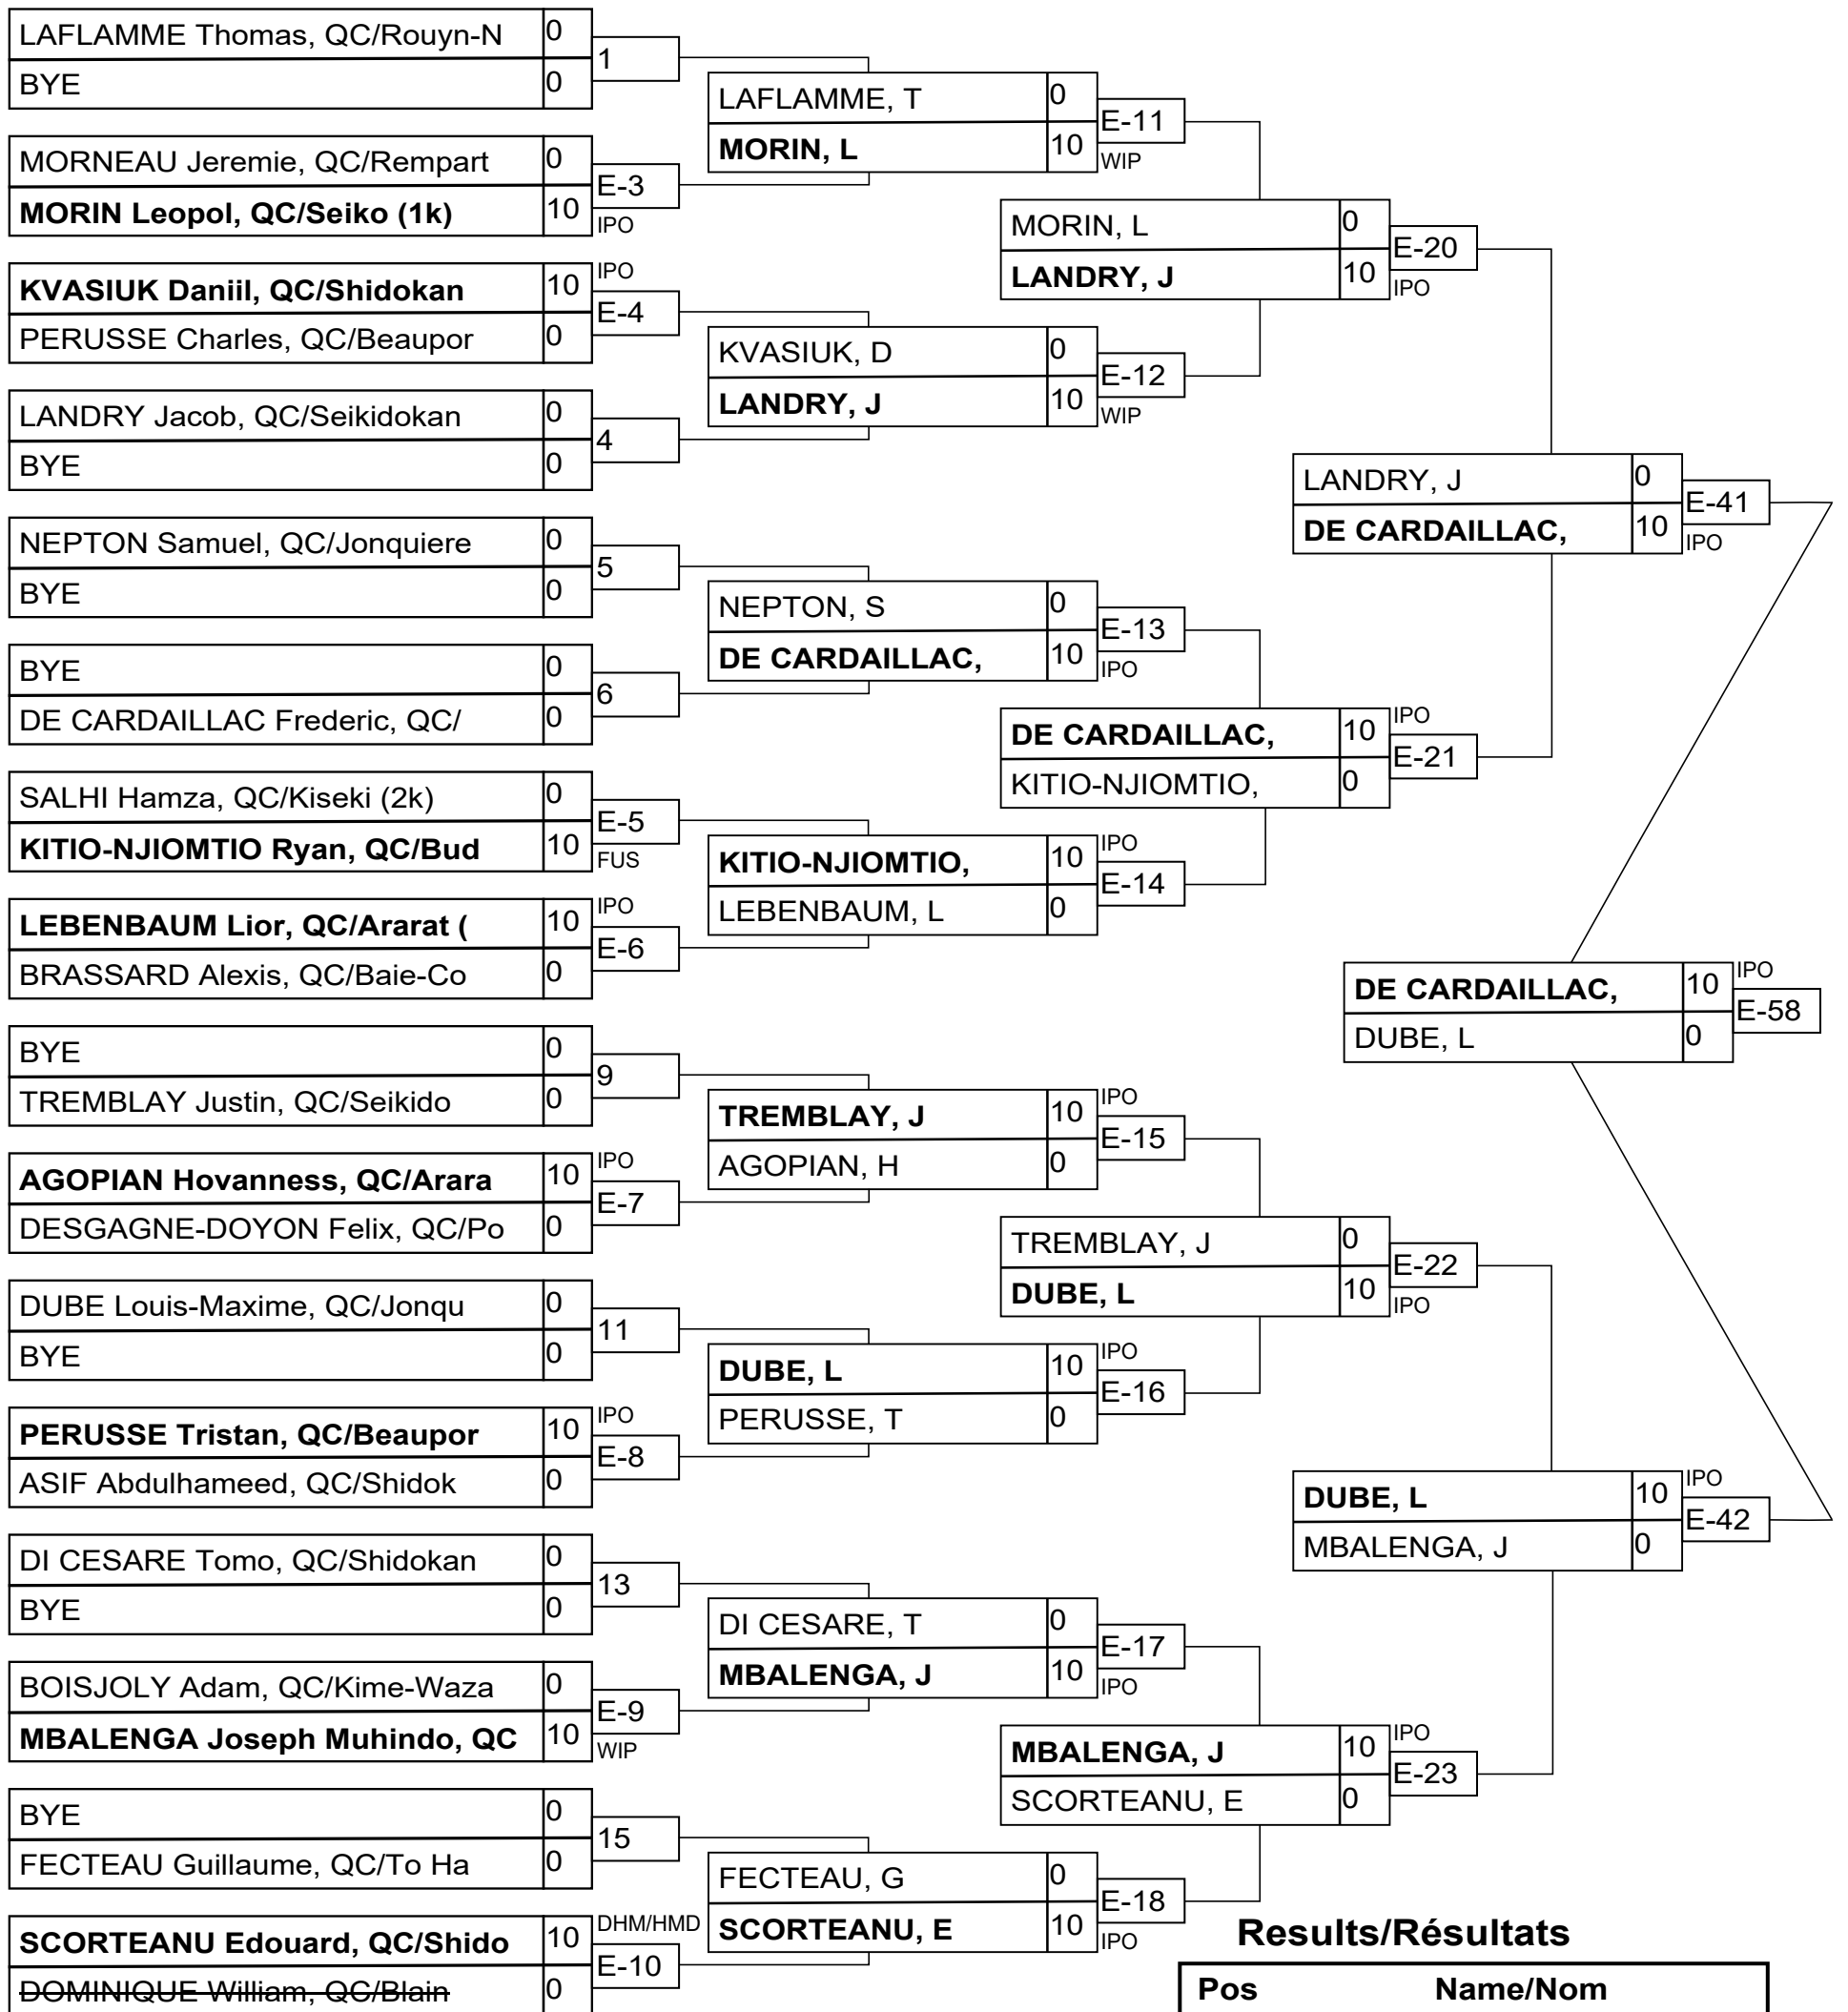 LAFLAMME Thomas, QC/Rouyn-N 0
BYE 0
1
MORNEAU Jeremie, QC/Rempart 0
MORIN Leopol, QC/Seiko (1k) 10
E-3
IPO
KVASIUK Daniil, QC/Shidokan 10
PERUSSE Charles, QC/Beaupor 0
IPO
E-4
LANDRY Jacob, QC/Seikidokan 0
BYE 0
4
NEPTON Samuel, QC/Jonquiere 0
BYE 0
5
BYE 0
DE CARDAILLAC Frederic, QC/ 0
6
SALHI Hamza, QC/Kiseki (2k) 0
KITIO-NJIOMTIO Ryan, QC/Bud 10
E-5
FUS
LEBENBAUM Lior, QC/Ararat ( 10
BRASSARD Alexis, QC/Baie-Co 0
IPO
E-6
BYE 0
TREMBLAY Justin, QC/Seikido 0
9
AGOPIAN Hovanness, QC/Arara 10
DESGAGNE-DOYON Felix, QC/Po 0
IPO
E-7
DUBE Louis-Maxime, QC/Jonqu 0
BYE 0
11
PERUSSE Tristan, QC/Beaupor 10
ASIF Abdulhameed, QC/Shidok 0
IPO
E-8
DI CESARE Tomo, QC/Shidokan 0
BYE 0
13
BOISJOLY Adam, QC/Kime-Waza 0
MBALENGA Joseph Muhindo, QC 10
E-9
WIP
BYE 0
FECTEAU Guillaume, QC/To Ha 0
15
SCORTEANU Edouard, QC/Shido 10
DOMINIQUE William, QC/Blain 0
DHM/HMD
E-10
LAFLAMME, T 0
MORIN, L 10
E-11
WIP
KVASIUK, D 0
LANDRY, J 10
E-12
WIP
NEPTON, S 0
DE CARDAILLAC, 10
E-13
IPO
KITIO-NJIOMTIO, 10
LEBENBAUM, L 0
IPO
E-14
TREMBLAY, J 10
AGOPIAN, H 0
IPO
E-15
DUBE, L 10
PERUSSE, T 0
IPO
E-16
DI CESARE, T 0
MBALENGA, J 10
E-17
IPO
FECTEAU, G 0
SCORTEANU, E 10
E-18
IPO
MORIN, L 0
LANDRY, J 10
E-20
IPO
DE CARDAILLAC, 10
KITIO-NJIOMTIO, 0
IPO
E-21
TREMBLAY, J 0
DUBE, L 10
E-22
IPO
MBALENGA, J 10
SCORTEANU, E 0
IPO
E-23
LANDRY, J 0
DE CARDAILLAC, 10
E-41
IPO
DUBE, L 10
MBALENGA, J 0
IPO
E-42
DE CARDAILLAC, 10
DUBE, L 0
IPO
E-58
Results/Résultats
Pos Name/Nom